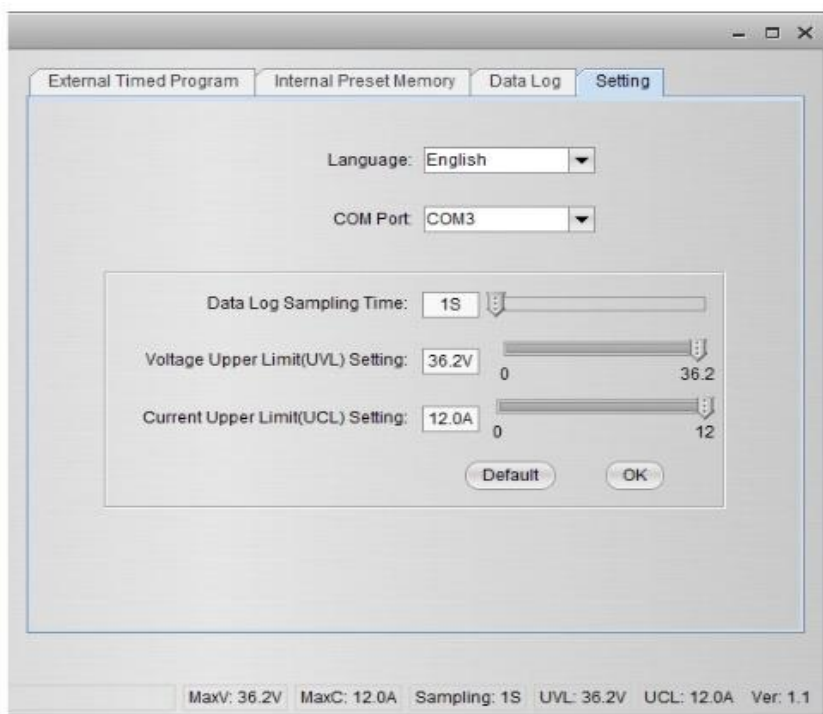 External Timed Program Internal Preset Memory Data Log Setting
Language: English
COM Port: COM3
Data Log Sampling Time: 1S
Voltage Upper Limit(UVL) Setting: 36.2V
0 36.2
Current Upper Limit(UCL) Setting: 12.0A
0 12
Default OK
MaxV: 36.2V MaxC: 12.0A Sampling: 1S UVL: 36.2V UCL: 12.0A Ver: 1.1